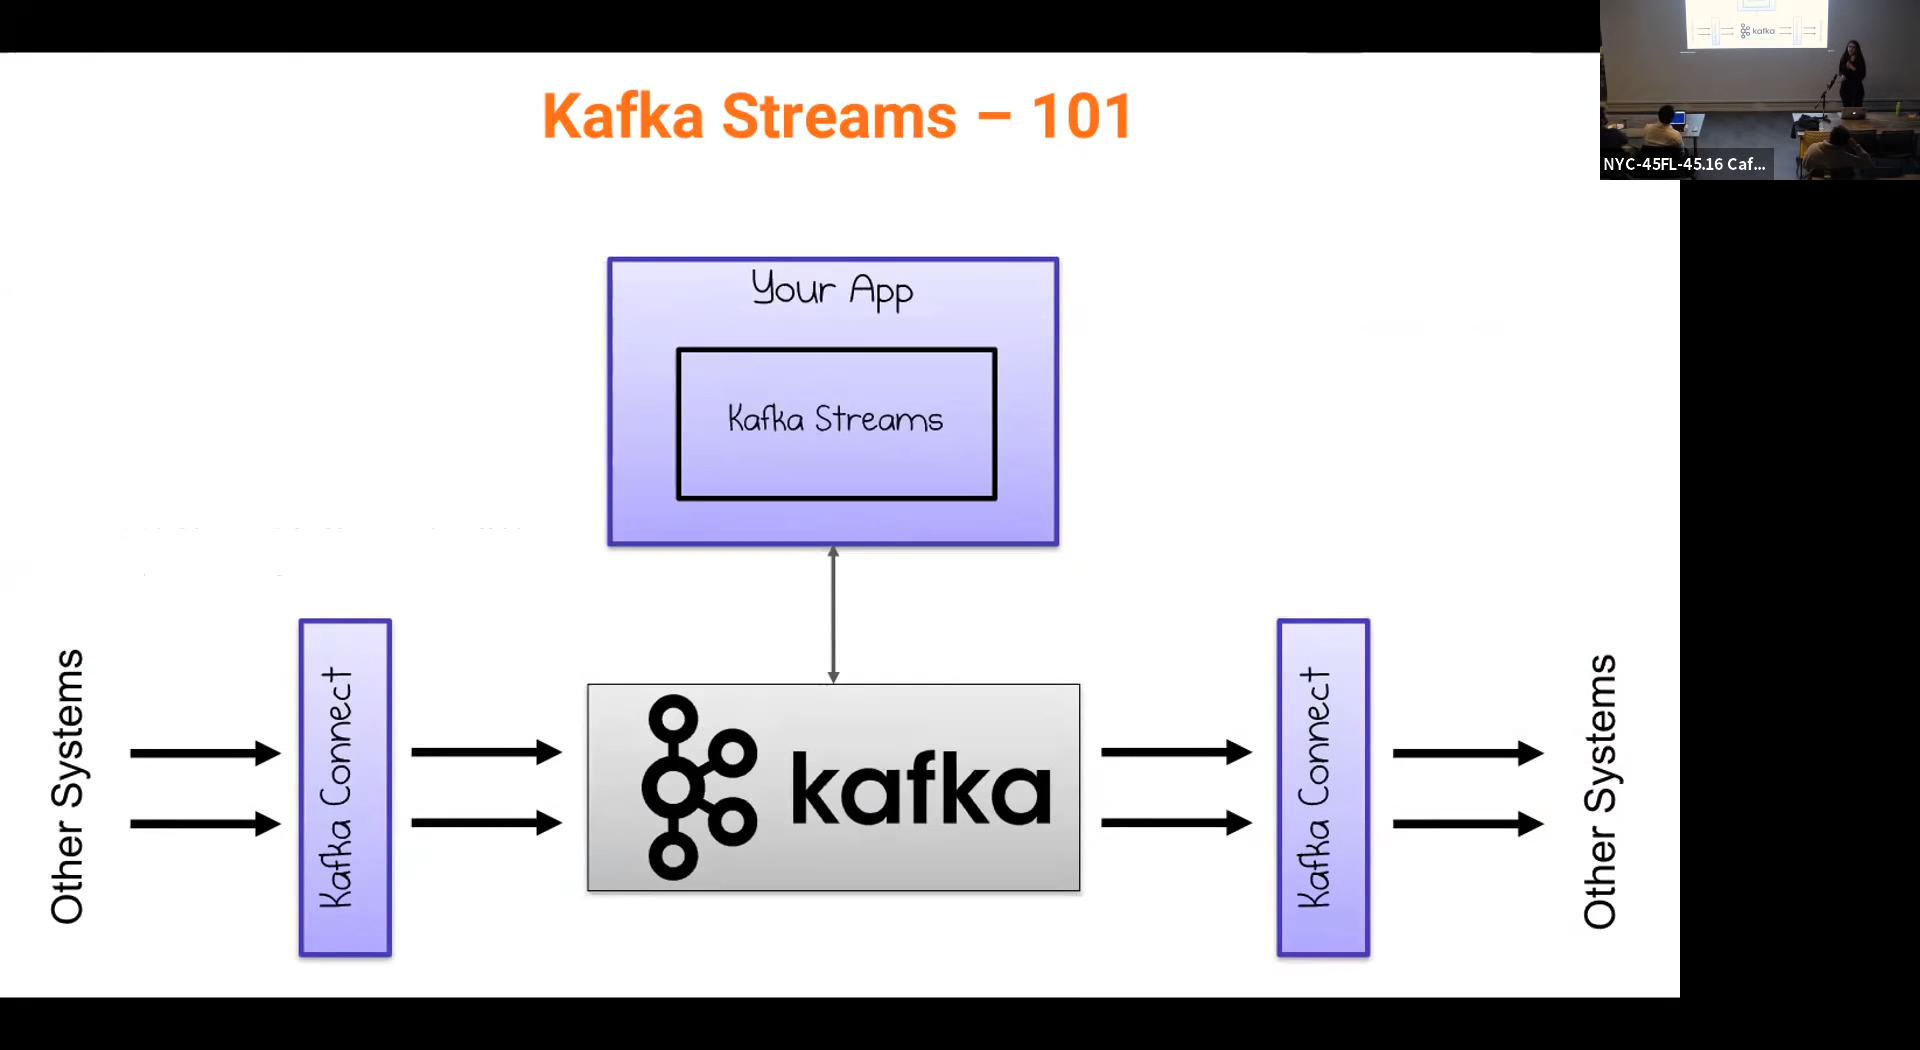 Kafka Streams – 101
NYC-45FL-45.16 Caf...
kafka
Your App
Kafka Streams
Other Systems
Kafka Connect
kafka
Kafka Connect
Other Systems